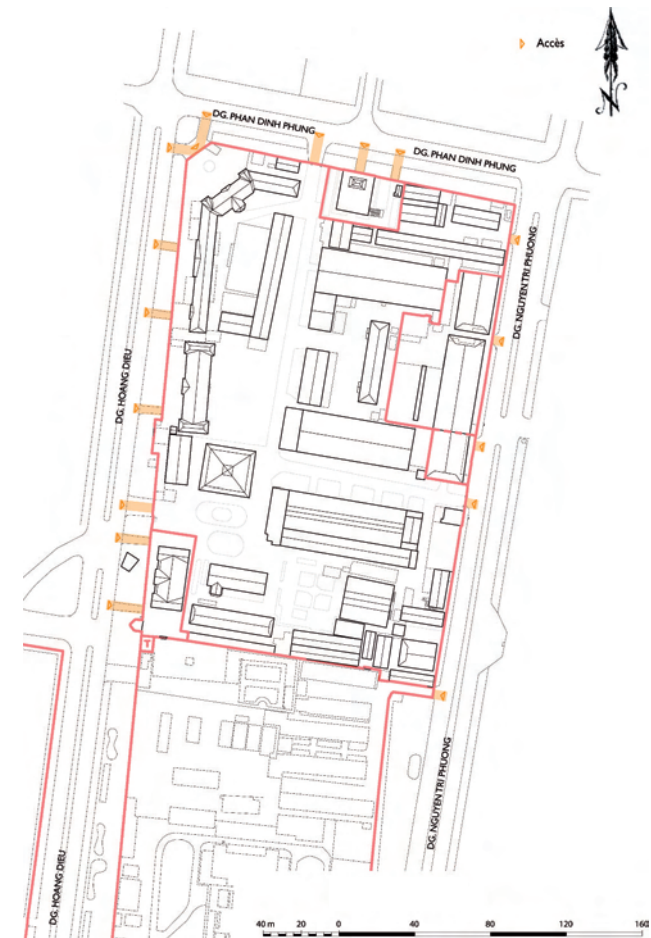 Accès
N
DG. PHAN DINH PHUNG
DG. PHAN DINH PHUNG
DG. NGUYEN TRI PHUONG
DG. HOANG DIEU
T
DG. NGUYEN TRI PHUONG
DG. HOANG DIEU
40 m 20 0 40 80 120 160